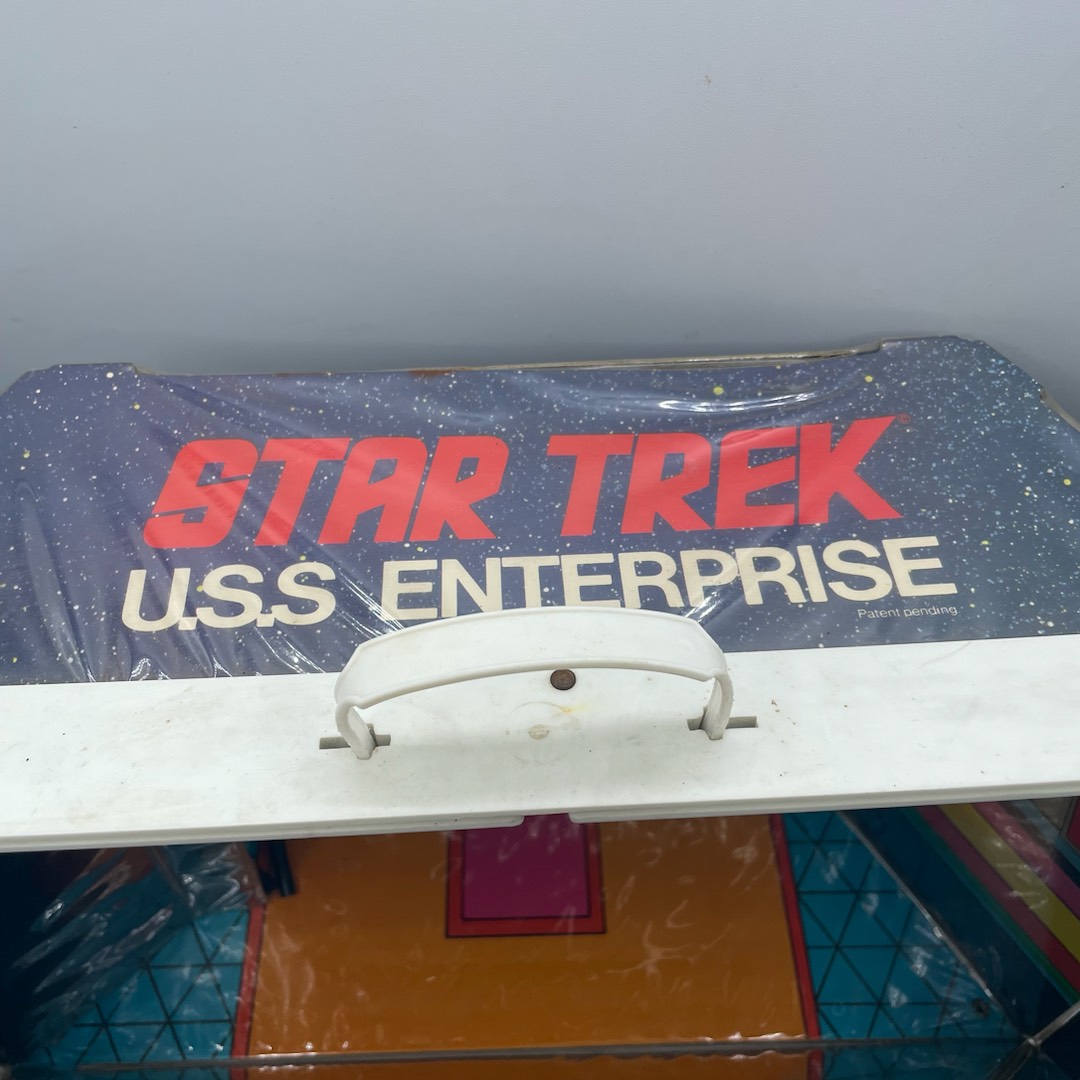 STAR TREK
U.S.S ENTERPRISE
Patent pending